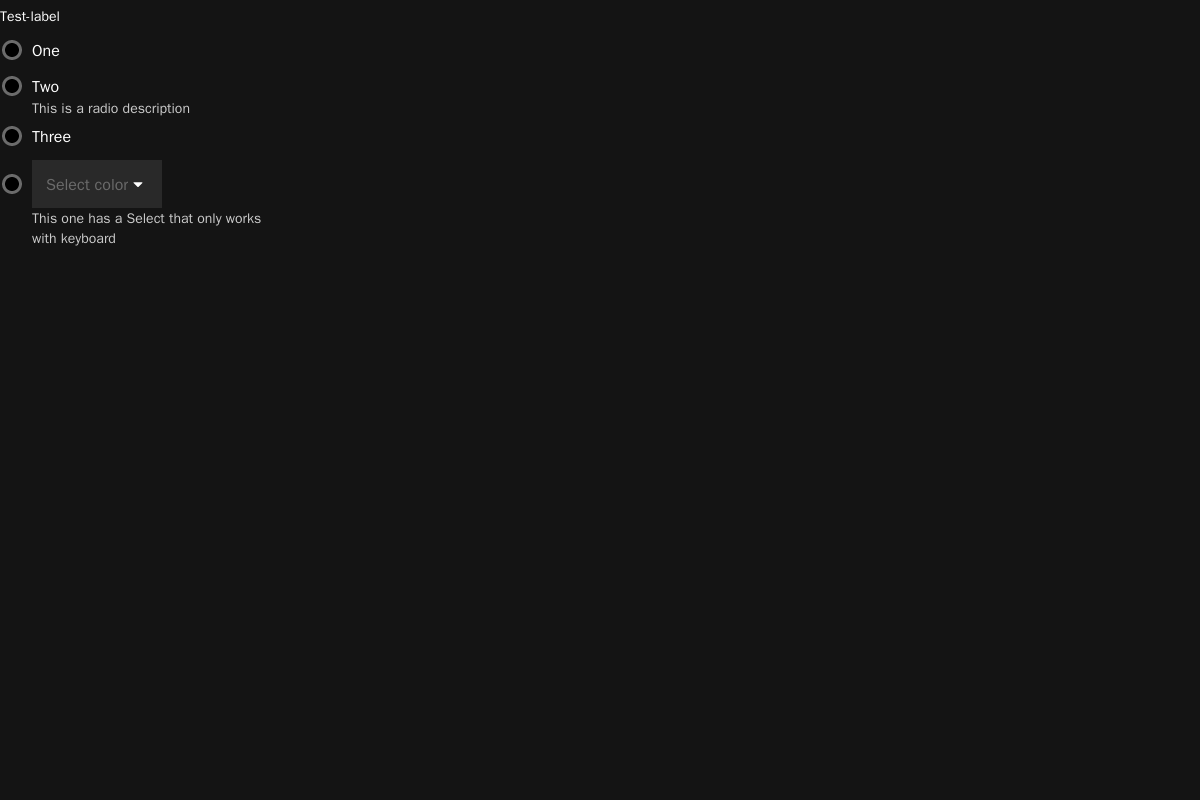 Test-label
One
Two
This is a radio description
Three
Select color
This one has a Select that only works
with keyboard